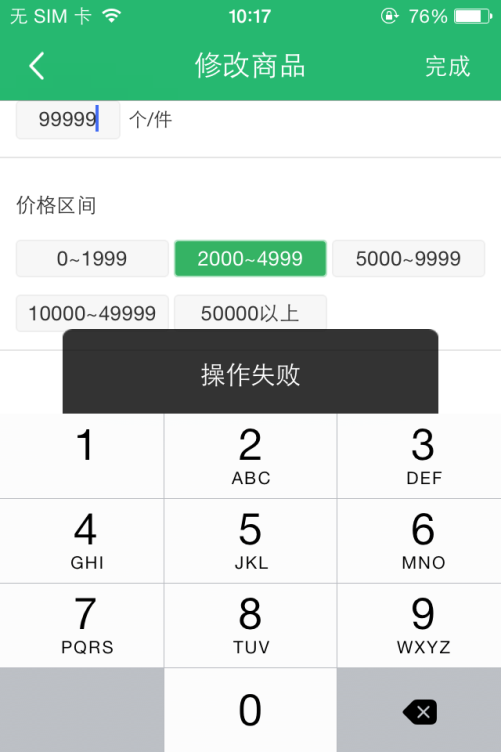 无 SIM 卡 10:17 76%
修改商品 完成
99999 个/件
价格区间
0~1999 2000~4999 5000~9999
10000~49999 50000以上
操作失败
1 2 3
ABC DEF
4 5 6
GHI JKL MNO
7 8 9
PQRS TUV WXYZ
0